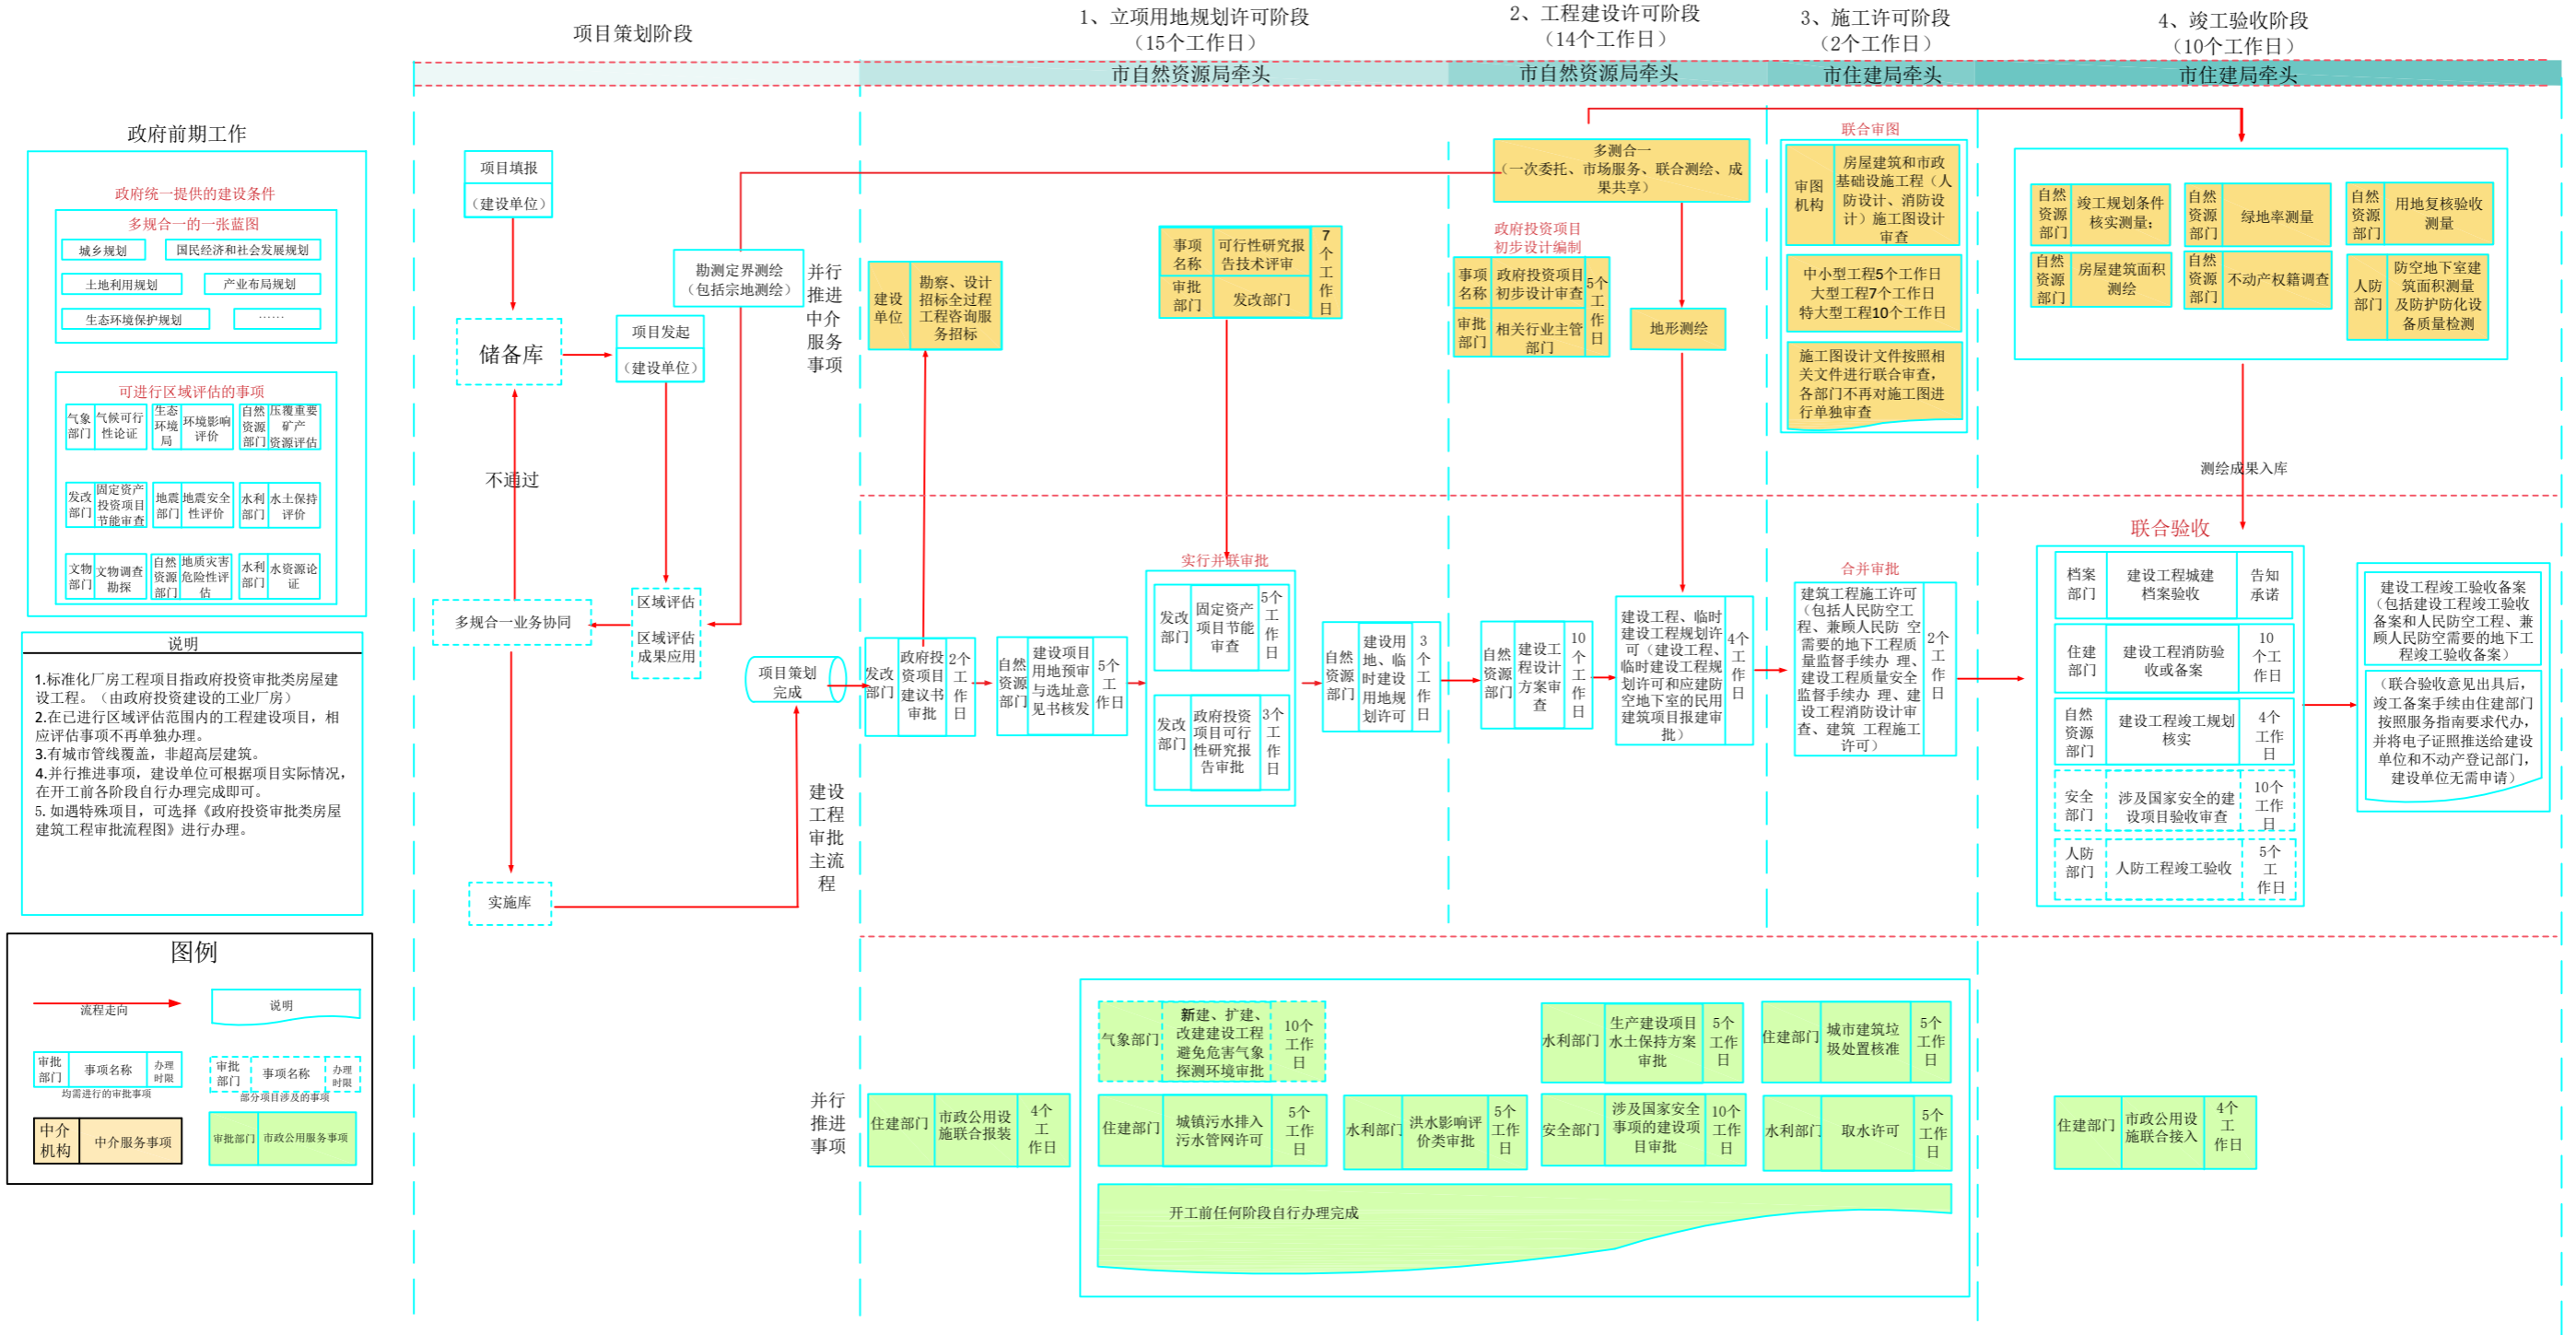 项目策划阶段
1、立项用地规划许可阶段
（15个工作日）
2、工程建设许可阶段
（14个工作日）
3、施工许可阶段
（2个工作日）
4、竣工验收阶段
（10个工作日）
市自然资源局牵头
市自然资源局牵头
市住建局牵头
市住建局牵头
政府前期工作
政府统一提供的建设条件
多规合一的一张蓝图
城乡规划
国民经济和社会发展规划
土地利用规划
产业布局规划
生态环境保护规划
……
可进行区域评估的事项
气象
部门
气候可行
性论证
生态
环境
局
环境影响
评价
自然
资源
部门
压覆重要
矿产
资源评估
发改
部门
固定资产
投资项目
节能审查
地震
部门
地震安全
性评价
水利
部门
水土保持
评价
文物
部门
文物调查
勘探
自然
资源
部门
地质灾害
危险性评
估
水利
部门
水资源论
证
说明
1.标准化厂房工程项目指政府投资审批类房屋建
设工程。（由政府投资建设的工业厂房）
2.在已进行区域评估范围内的工程建设项目，相
应评估事项不再单独办理。
3.有城市管线覆盖，非超高层建筑。
4.并行推进事项，建设单位可根据项目实际情况，
在开工前各阶段自行办理完成即可。
5. 如遇特殊项目，可选择《政府投资审批类房屋
建筑工程审批流程图》进行办理。
图例
流程走向
说明
审批
部门
事项名称
办理
时限
均需进行的审批事项
审批
部门
事项名称
办理
时限
部分项目涉及的事项
中介
机构
中介服务事项
审批部门
市政公用服务事项
项目填报
（建设单位）
储备库
项目发起
（建设单位）
勘测定界测绘
（包括宗地测绘）
不通过
多规合一业务协同
区域评估
区域评估
成果应用
项目策划
完成
实施库
并行
推进
中介
服务
事项
建设
单位
勘察、设计
招标全过程
工程咨询服
务招标
事项
名称
可行性研究报
告技术评审
审批
部门
发改部门
7
个
工
作
日
多测合一
（一次委托、市场服务、联合测绘、成
果共享）
政府投资项目
初步设计编制
事项
名称
政府投资项目
初步设计审查
审批
部门
相关行业主管
部门
5个
工
作
日
地形测绘
联合审图
审图
机构
房屋建筑和市政
基础设施工程（人
防设计、消防设
计）施工图设计
审查
中小型工程5个工作日
大型工程7个工作日
特大型工程10个工作日
施工图设计文件按照相
关文件进行联合审查，
各部门不再对施工图进
行单独审查
自然
资源
部门
竣工规划条件
核实测量；
自然
资源
部门
绿地率测量
自然
资源
部门
用地复核验收
测量
自然
资源
部门
房屋建筑面积
测绘
自然
资源
部门
不动产权籍调查
人防
部门
防空地下室建
筑面积测量
及防护防化设
备质量检测
测绘成果入库
建设
工程
审批
主流
程
发改
部门
政府投
资项目
建议书
审批
2个
工
作
日
自然
资源
部门
建设项目
用地预审
与选址意
见书核发
5个
工
作日
实行并联审批
发改
部门
固定资产
项目节能
审查
5个
工
作
日
发改
部门
政府投资
项目可行
性研究报
告审批
3个
工
作
日
自然
资源
部门
建设用
地、临
时建设
用地规
划许可
3
个
工
作
日
自然
资源
部门
建设工
程设计
方案审
查
10
个
工
作
日
建设工程、临时
建设工程规划许
可（建设工程、
临时建设工程规
划许可和应建防
空地下室的民用
建筑项目报建审
批）
4个
工
作
日
合并审批
建筑工程施工许可
（包括人民防空工
程、兼顾人民防 空
需要的地下工程质
量监督手续办 理、
建设工程质量安全
监督手续办 理、建
设工程消防设计审
查、建筑 工程施工
许可）
2个
工
作
日
联合验收
档案
部门
建设工程城建
档案验收
告知
承诺
住建
部门
建设工程消防验
收或备案
10
个工
作日
自然
资源
部门
建设工程竣工规划
核实
4个
工作
日
安全
部门
涉及国家安全的建
设项目验收审查
10个
工作
日
人防
部门
人防工程竣工验收
5个
工
作日
建设工程竣工验收备案
（包括建设工程竣工验收
备案和人民防空工程、兼
顾人民防空需要的地下工
程竣工验收备案）
（联合验收意见出具后，
竣工备案手续由住建部门
按照服务指南要求代办，
并将电子证照推送给建设
单位和不动产登记部门，
建设单位无需申请）
并行
推进
事项
住建部门
市政公用设
施联合报装
4个
工
作日
气象部门
新建、扩建、
改建建设工程
避免危害气象
探测环境审批
10个
工作
日
水利部门
生产建设项目
水土保持方案
审批
5个
工作
日
住建部门
城市建筑垃
圾处置核准
5个
工作
日
住建部门
城镇污水排入
污水管网许可
5个
工作
日
水利部门
洪水影响评
价类审批
5个
工作
日
安全部门
涉及国家安全
事项的建设项
目审批
10个
工作
日
水利部门
取水许可
5个
工作
日
开工前任何阶段自行办理完成
住建部门
市政公用设
施联合接入
4个
工
作日